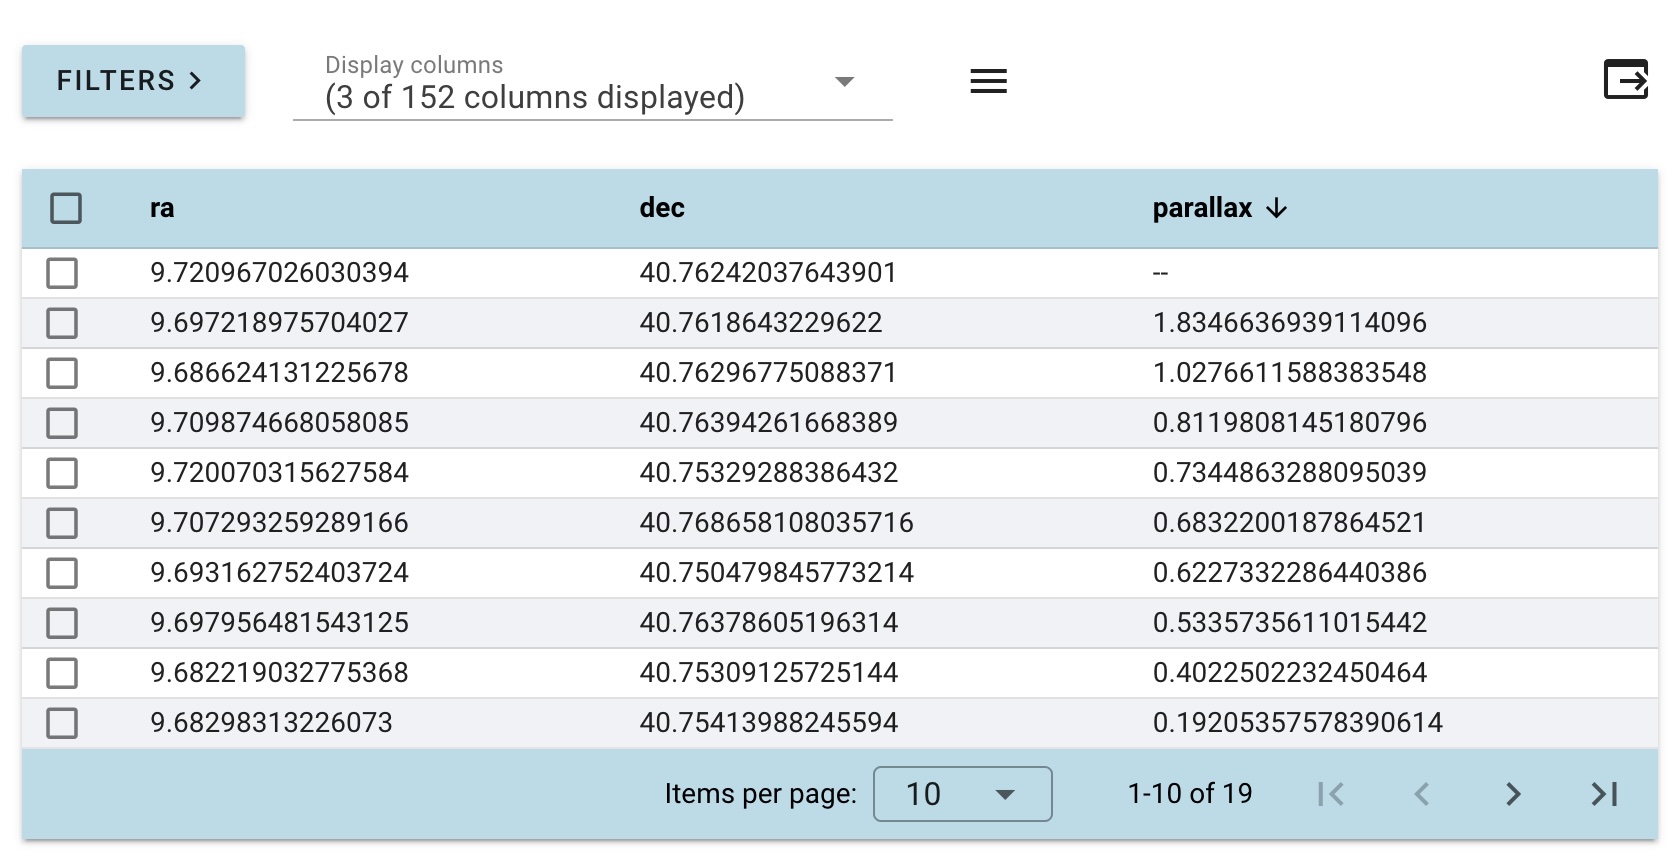 FILTERS
Display columns
(3 of 152 columns displayed)
ra dec parallax
9.720967026030394 40.76242037643901 --
9.697218975704027 40.7618643229622 1.8346636939114096
9.686624131225678 40.76296775088371 1.0276611588383548
9.709874668058085 40.76394261668389 0.8119808145180796
9.720070315627584 40.75329288386432 0.7344863288095039
9.707293259289166 40.768658108035716 0.6832200187864521
9.693162752403724 40.750479845773214 0.6227332286440386
9.697956481543125 40.76378605196314 0.5335735611015442
9.682219032775368 40.75309125725144 0.4022502232450464
9.68298313226073 40.75413988245594 0.19205357578390614
Items per page: 10 1-10 of 19